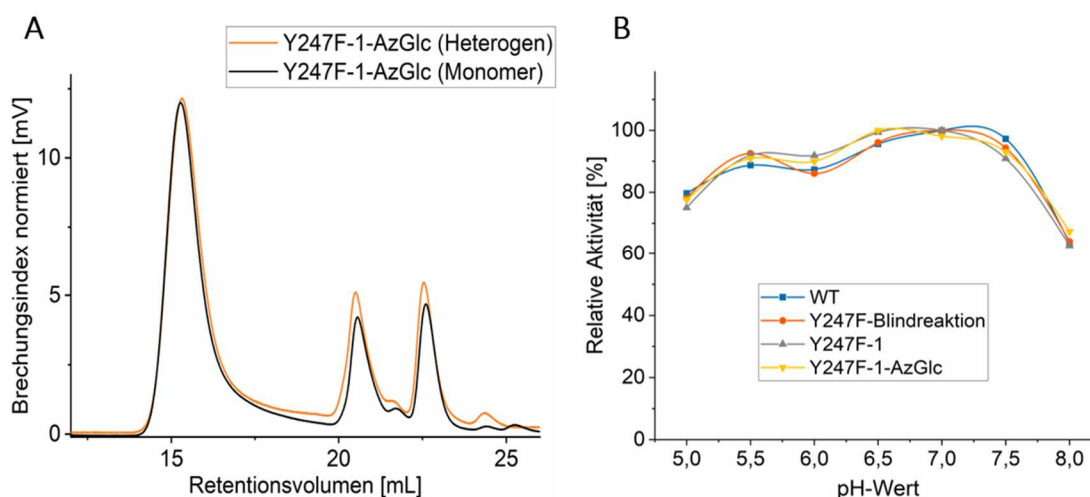 A
Y247F-1-AzGlc (Heterogen)
Y247F-1-AzGlc (Monomer)
Brechungsindex normiert [mV]
10
5
0
15
20
25
Retentionsvolumen [mL]
B
Relative Aktivität [%]
100
80
60
40
20
0
WT
Y247F-Blindreaktion
Y247F-1
Y247F-1-AzGlc
5,0
5,5
6,0
6,5
7,0
7,5
8,0
pH-Wert